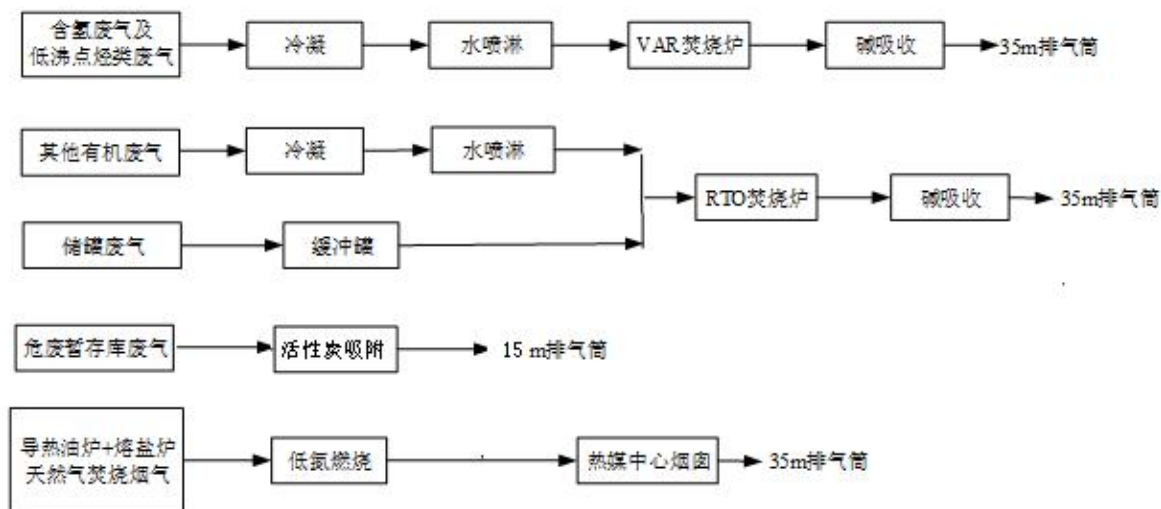 含氢废气及
低沸点烃类废气
冷凝
水喷淋
VAR焚烧炉
碱吸收
35m排气筒
其他有机废气
冷凝
水喷淋
RTO焚烧炉
碱吸收
35m排气筒
储罐废气
缓冲罐
危废暂存库废气
活性炭吸附
15 m排气筒
导热油炉+熔盐炉
天然气焚烧烟气
低氮燃烧
热媒中心烟囱
35m排气筒